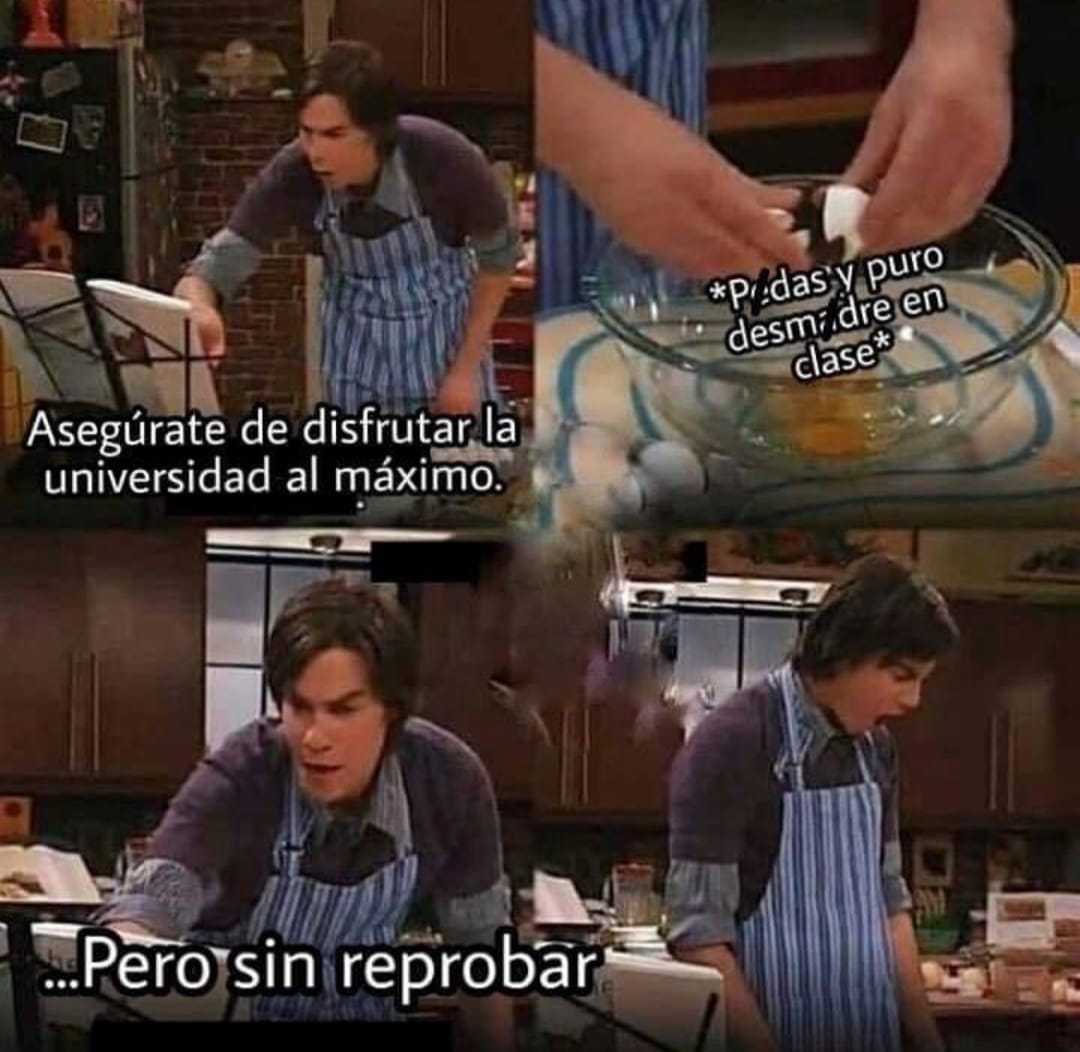 Asegúrate de disfrutar la
universidad al máximo.
*Pedas y puro
desmadre en
clase*
...Pero sin reprobar